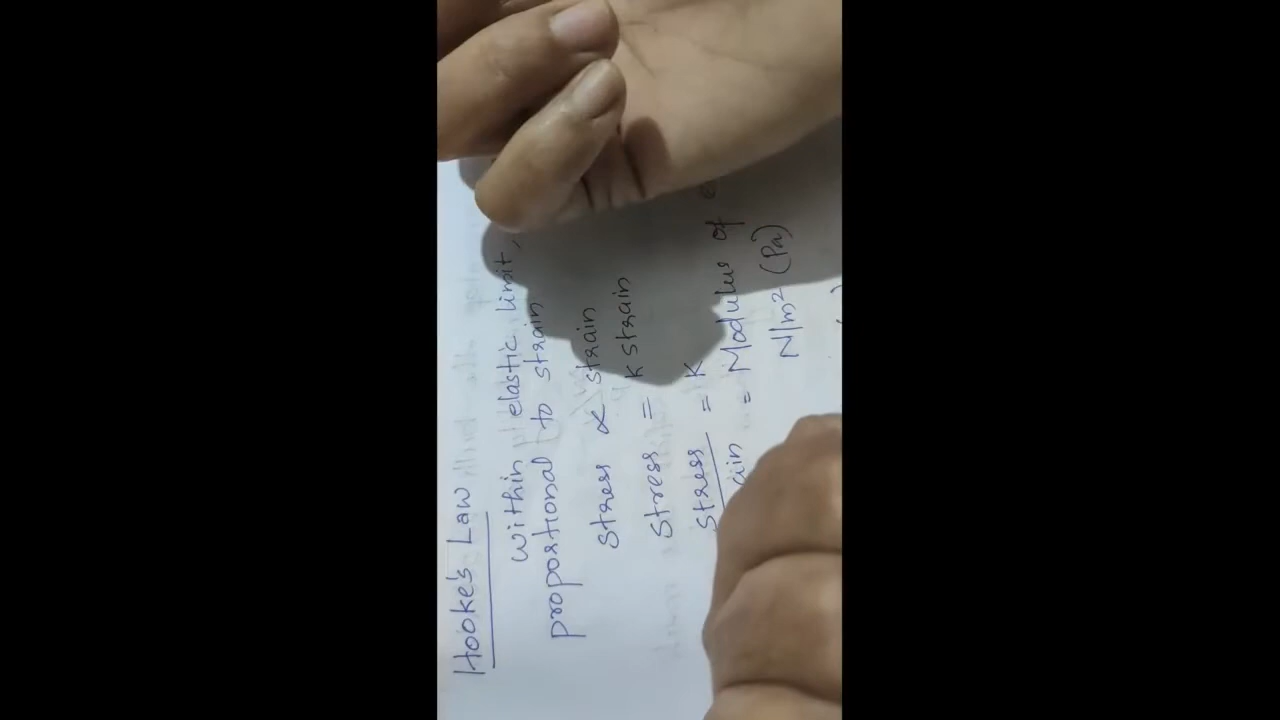 Hooke's Law
Within elastic limit,
proportional to strain
Stress ∝ strain
Stress = K strain
Stress = K
= Modulus of
N/m² (Pa)